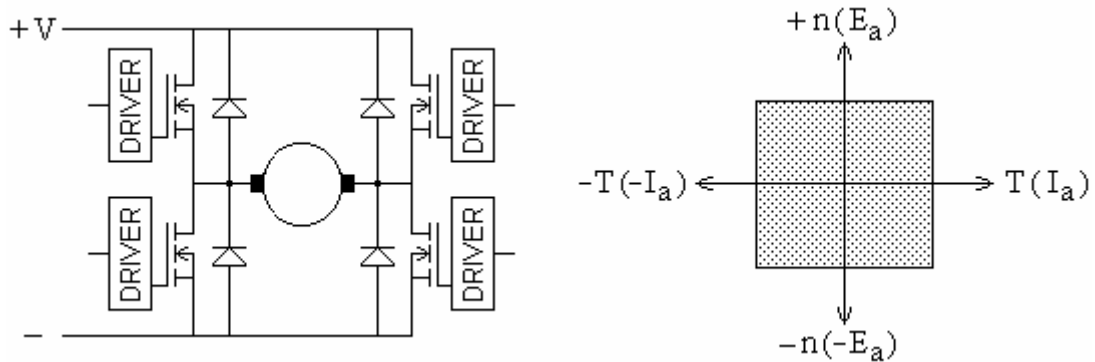 +V
DRIVER
DRIVER
DRIVER
DRIVER
-
+n(Eₐ)
-T(-Iₐ)
T(Iₐ)
-n(-Eₐ)